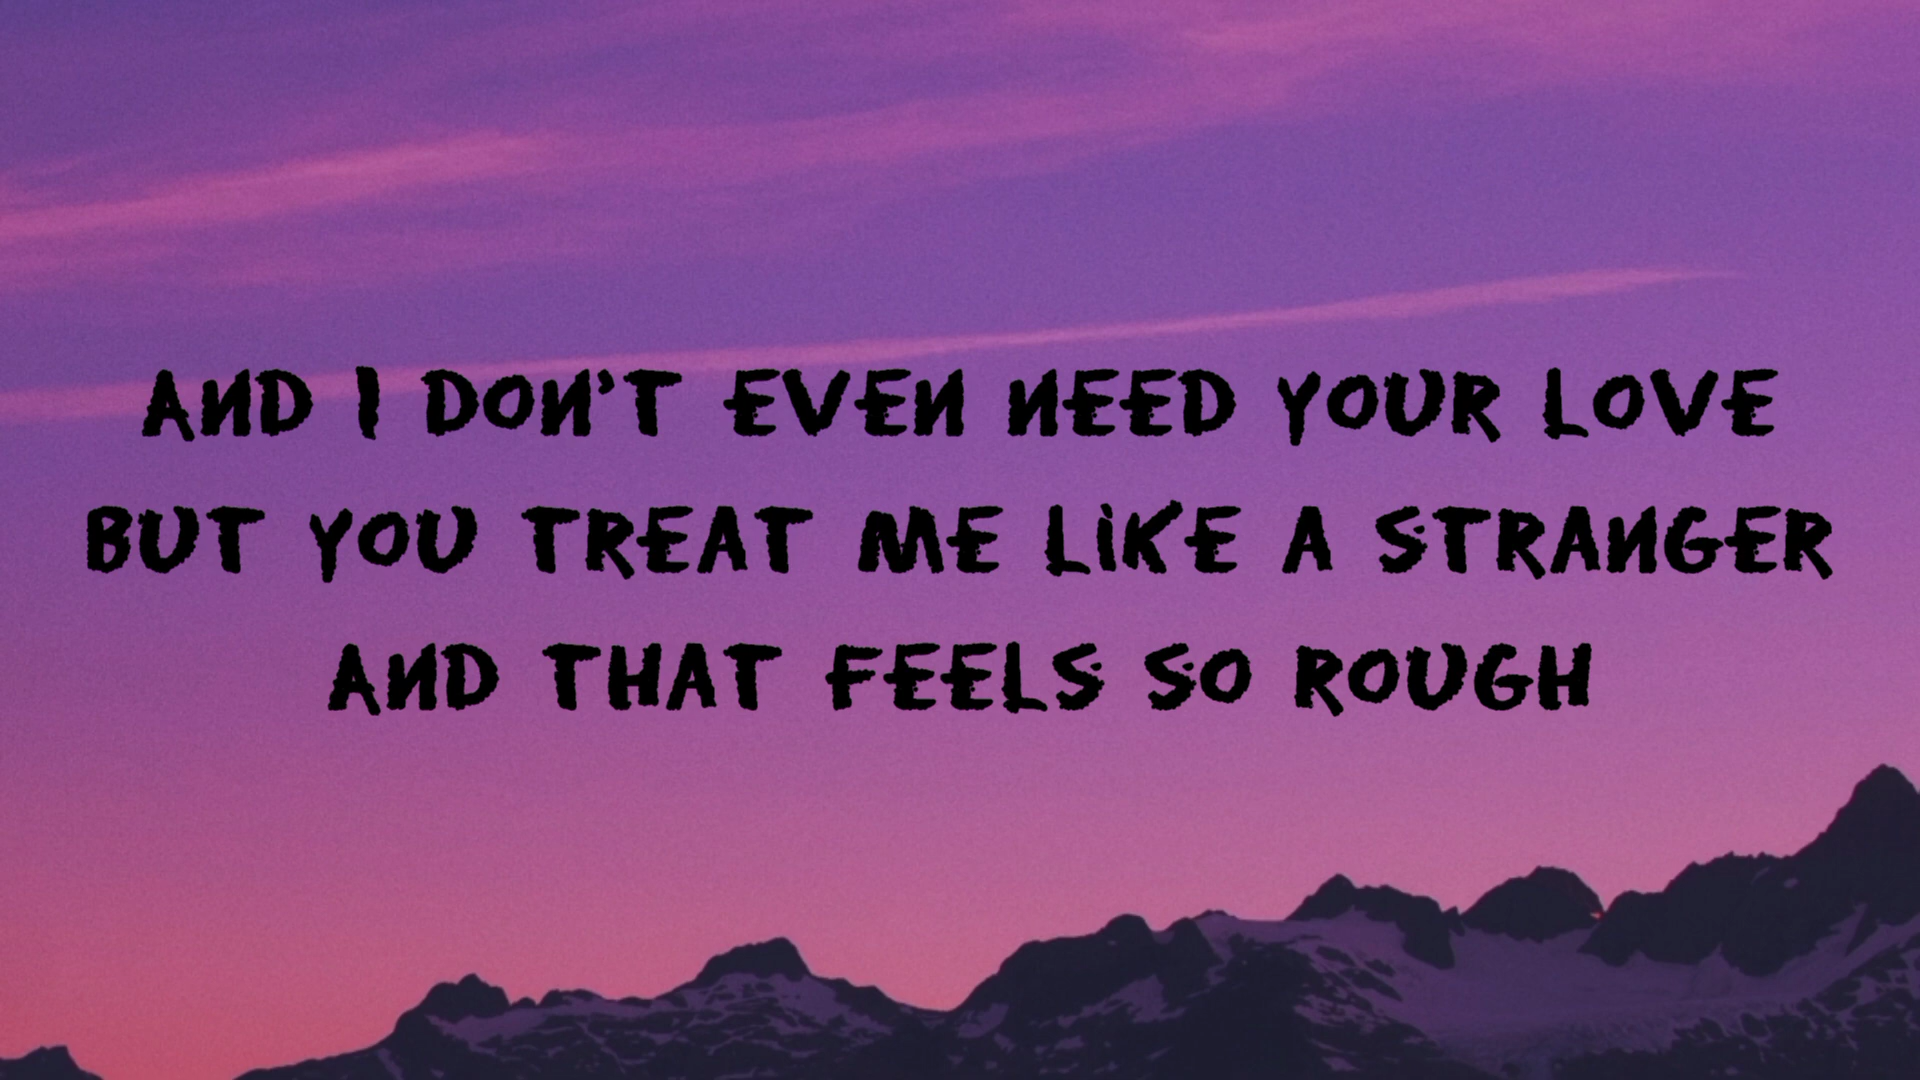 AND I DON'T EVEN NEED YOUR LOVE
BUT YOU TREAT ME LIKE A STRANGER
AND THAT FEELS SO ROUGH